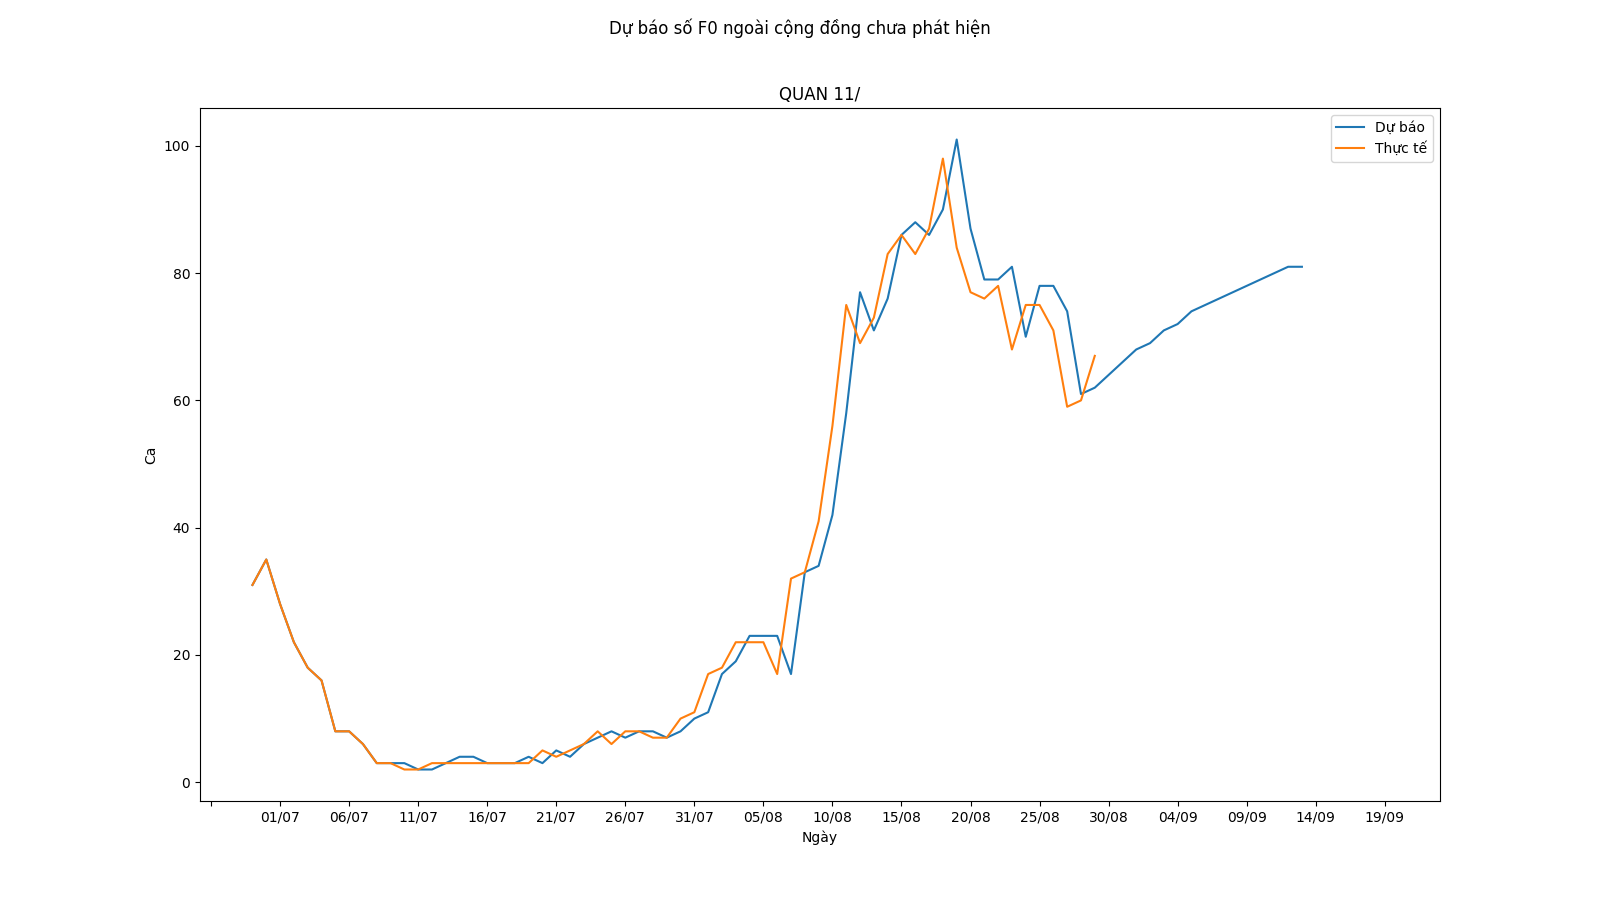 Dự báo số F0 ngoài cộng đồng chưa phát hiện
QUAN 11/
Dự báo
Thực tế
100
80
60
40
20
0
Ca
01/07 06/07 11/07 16/07 21/07 26/07 31/07 05/08 10/08 15/08 20/08 25/08 30/08 04/09 09/09 14/09 19/09
Ngày